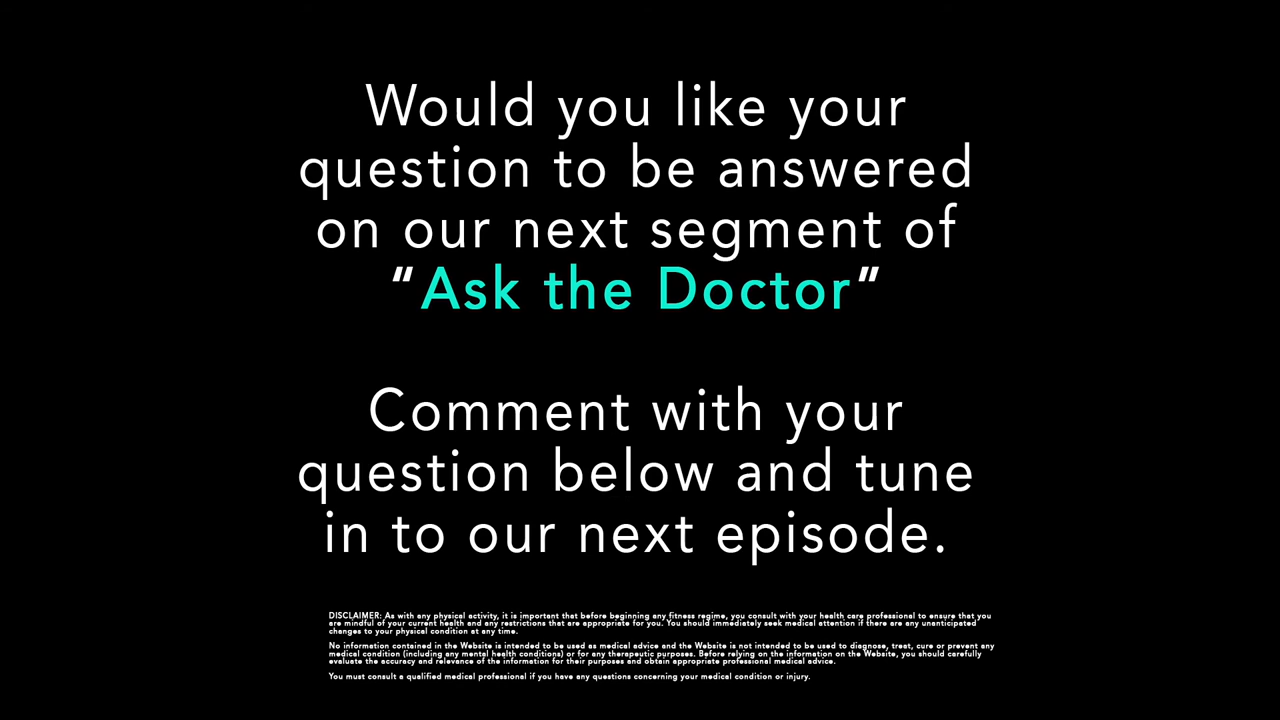 Would you like your
question to be answered
on our next segment of
“Ask the Doctor”
Comment with your
question below and tune
in to our next episode.
DISCLAIMER: As with any physical activity, it is important that before beginning any fitness regime, you consult with your health care professional to ensure that you
are mindful of your current health and any restrictions that are appropriate for you. You should immediately seek medical attention if there are any unanticipated
changes to your physical condition at any time.
No information contained in the Website is intended to be used as medical advice and the Website is not intended to be used to diagnose, treat, cure or prevent any
medical condition (including any mental health conditions) or for any therapeutic purposes. Before relying on the information on the Website, you should carefully
evaluate the accuracy and relevance of the information for their purposes and obtain appropriate professional medical advice.
You must consult a qualified medical professional if you have any questions concerning your medical condition or injury.